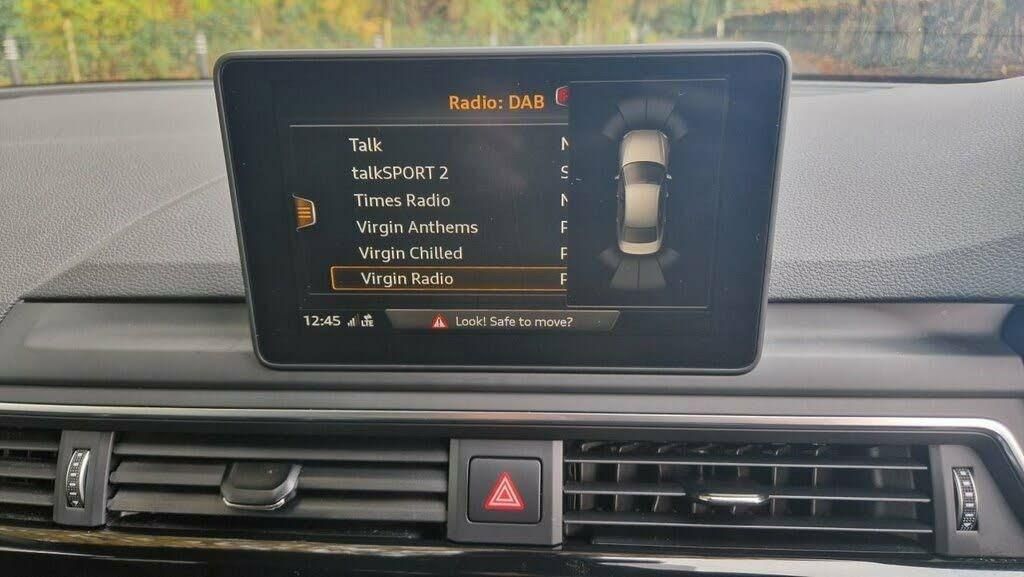 Radio: DAB
Talk
talkSPORT 2
Times Radio
Virgin Anthems
Virgin Chilled
Virgin Radio
12:45 LTE
Look! Safe to move?